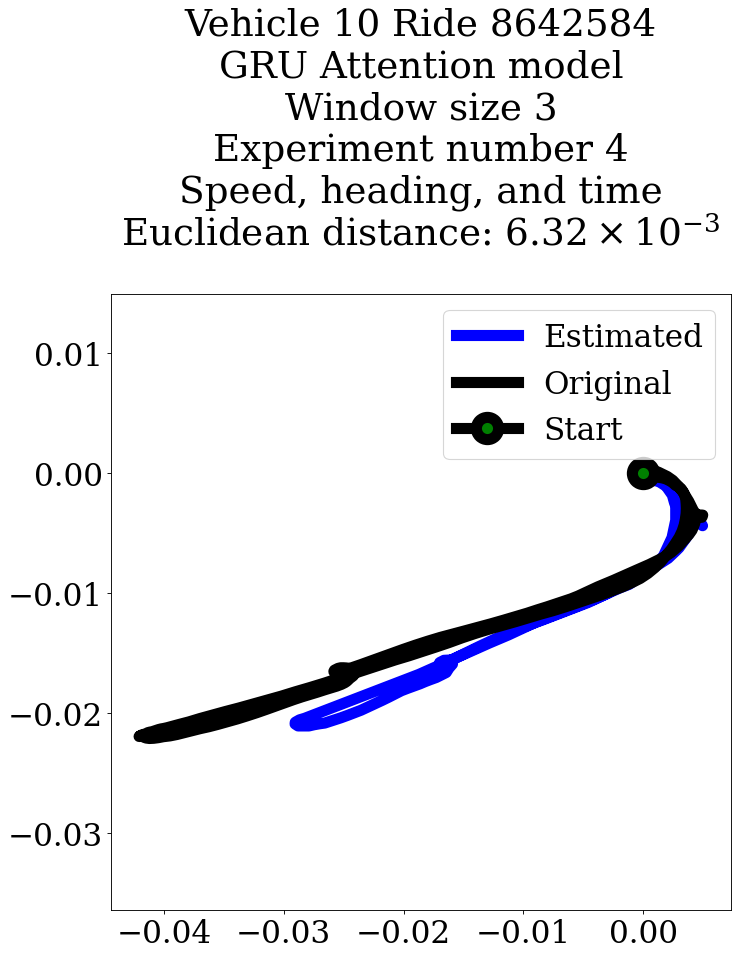 Vehicle 10 Ride 8642584
GRU Attention model
Window size 3
Experiment number 4
Speed, heading, and time
Euclidean distance: 6.32 × 10⁻³
Estimated
Original
Start
0.01
0.00
−0.01
−0.02
−0.03
−0.04 −0.03 −0.02 −0.01 0.00